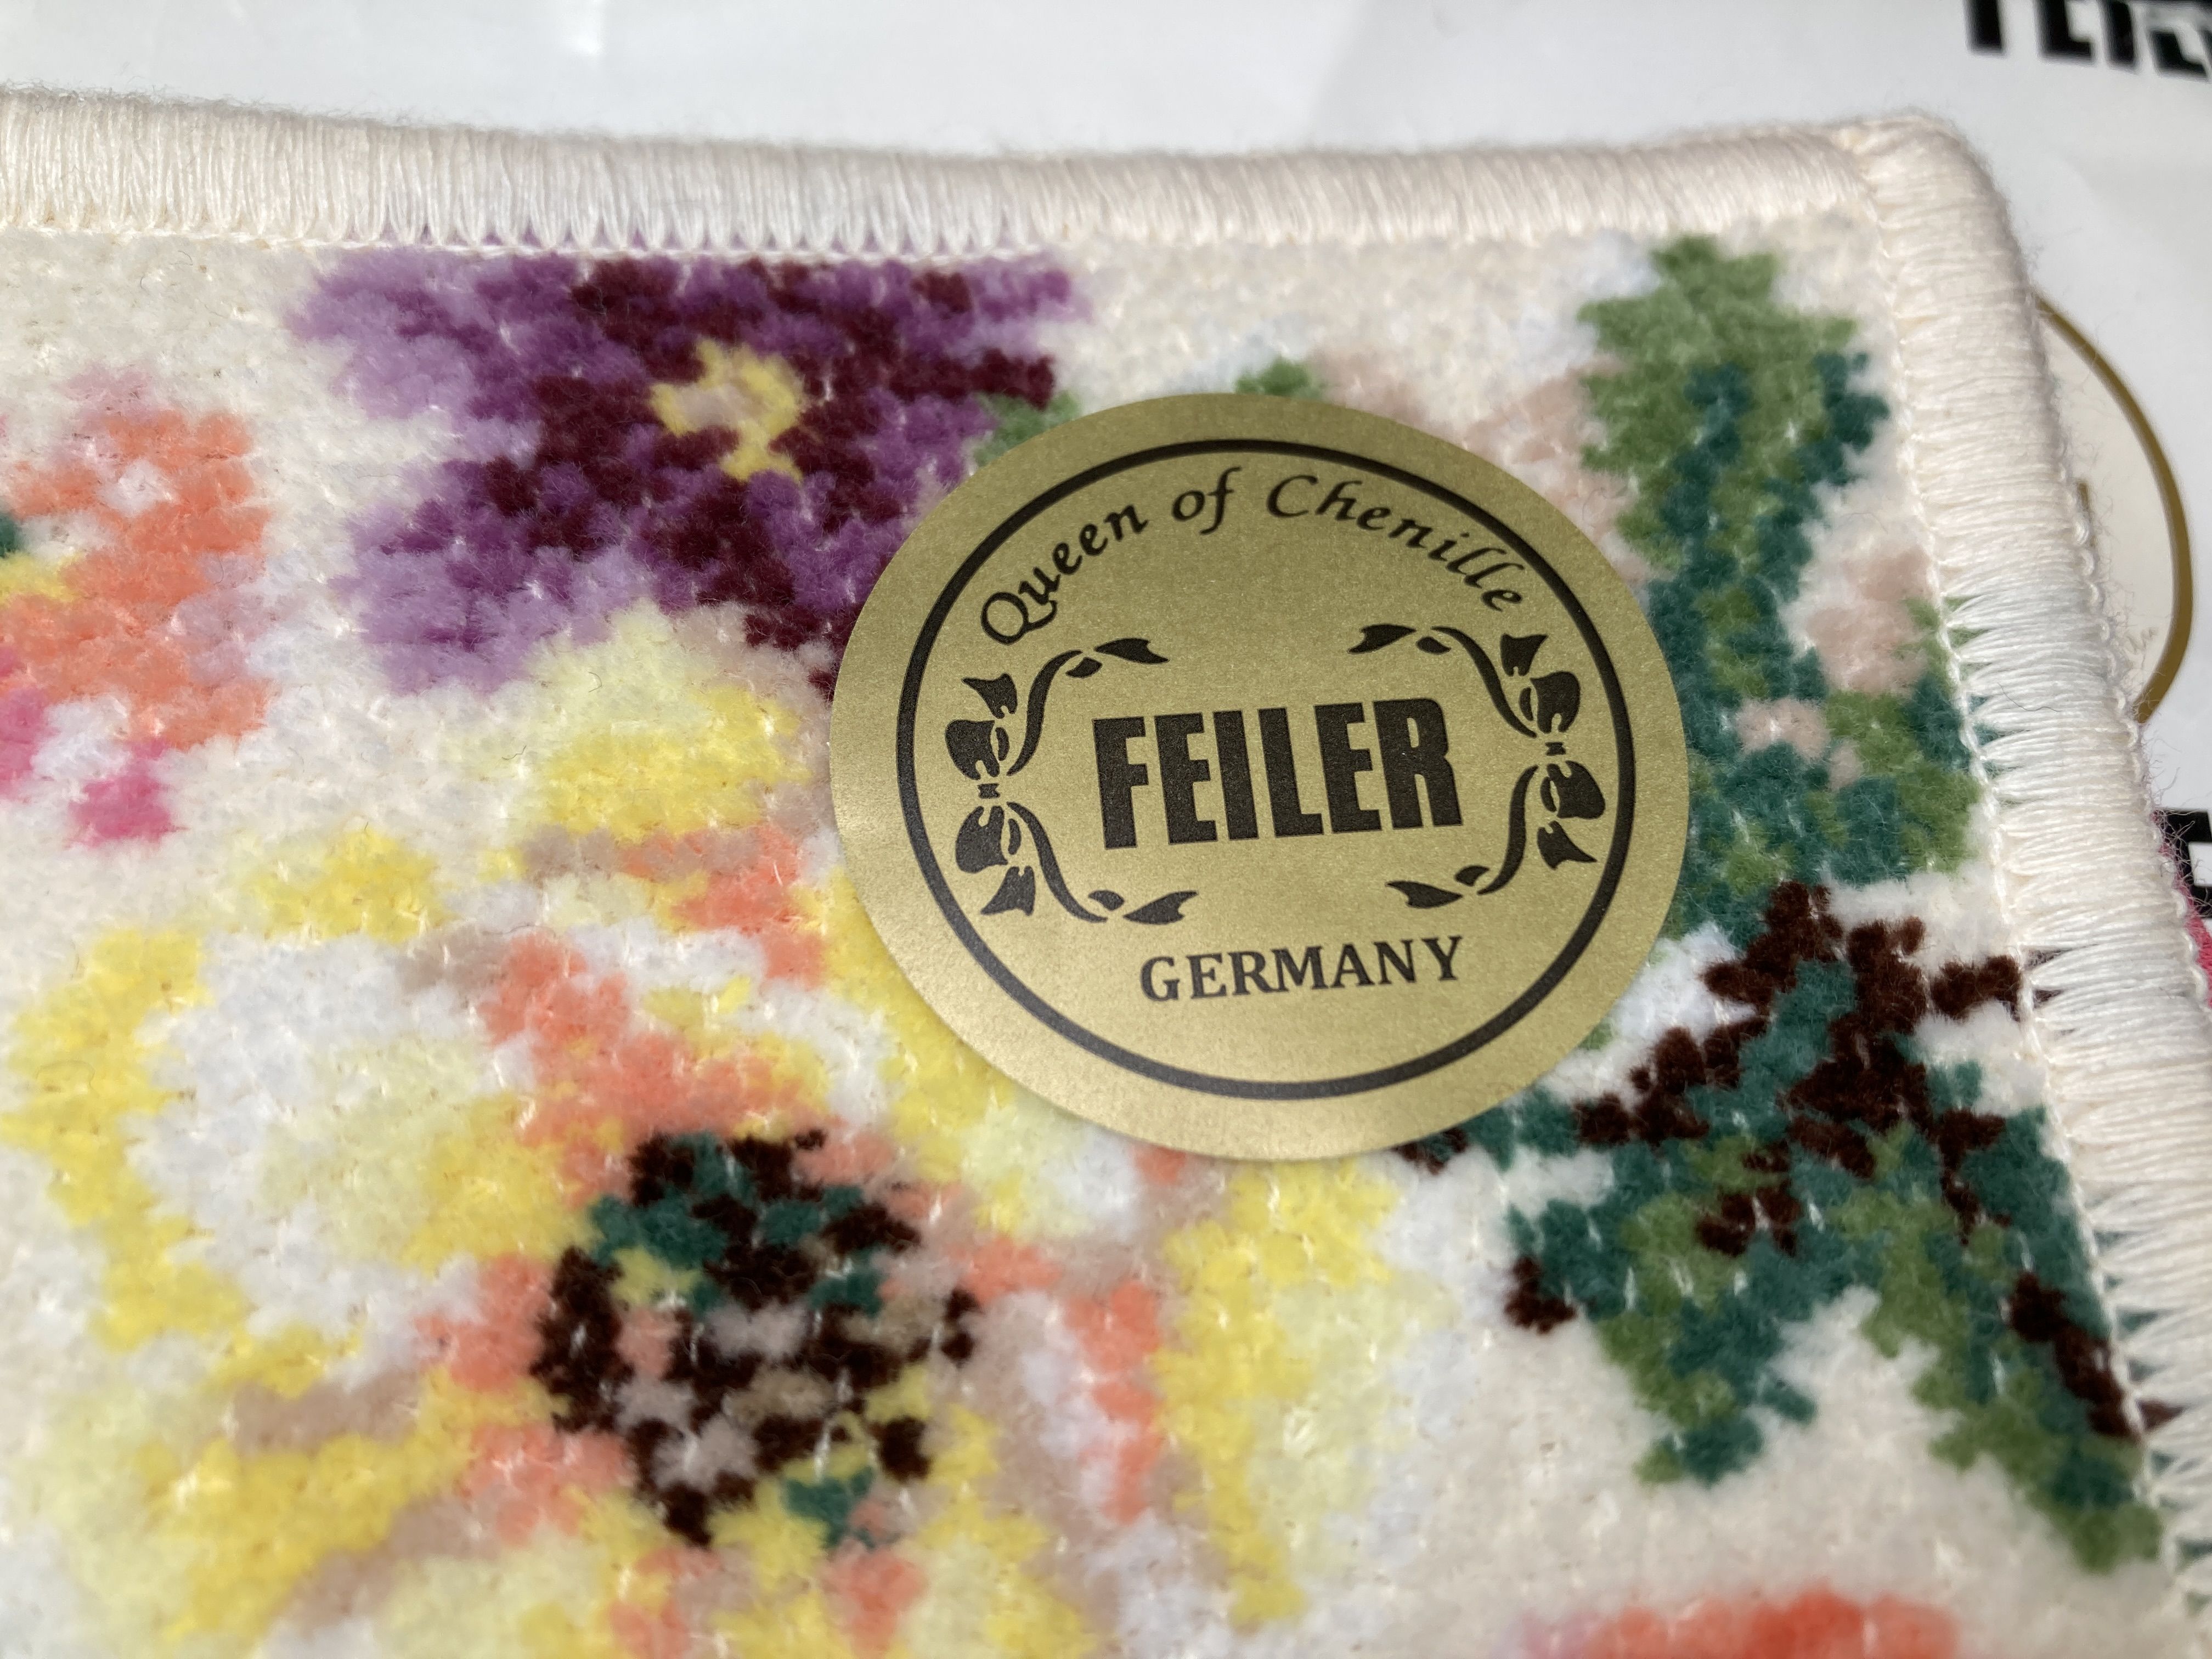 Queen of Chenille
FEILER
GERMANY